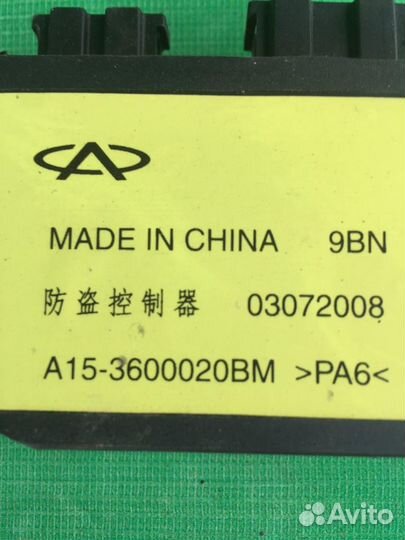 MADE IN CHINA 9BN
防盗控制器 03072008
A15-3600020BM >PA6<
Avito